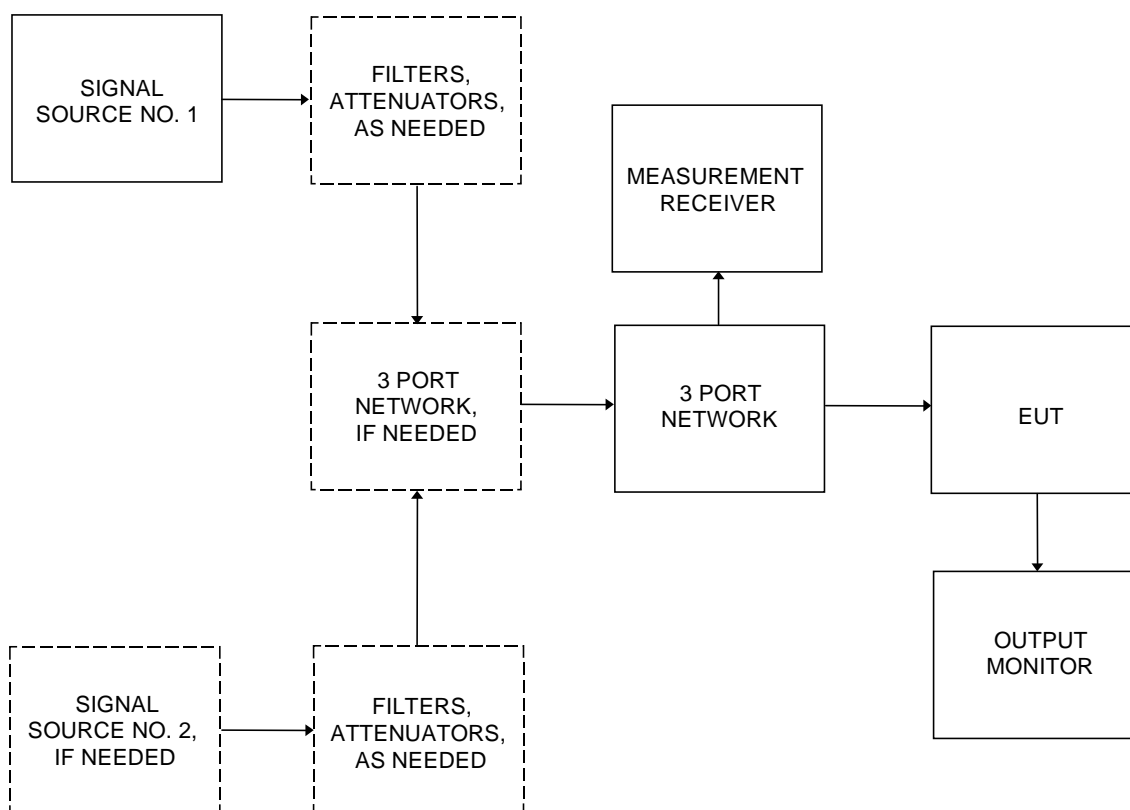 SIGNAL
SOURCE NO. 1
FILTERS,
ATTENUATORS,
AS NEEDED
MEASUREMENT
RECEIVER
3 PORT
NETWORK,
IF NEEDED
3 PORT
NETWORK
EUT
OUTPUT
MONITOR
SIGNAL
SOURCE NO. 2,
IF NEEDED
FILTERS,
ATTENUATORS,
AS NEEDED